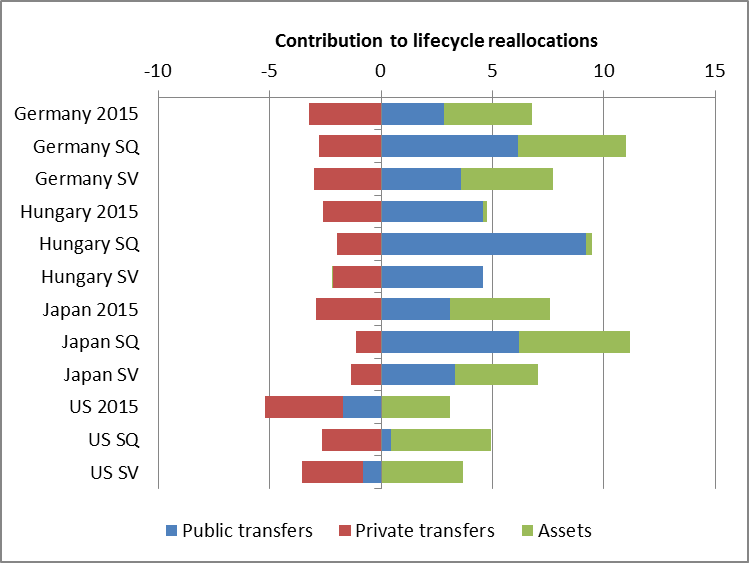 Contribution to lifecycle reallocations
-10 -5 0 5 10 15
Germany 2015
Germany SQ
Germany SV
Hungary 2015
Hungary SQ
Hungary SV
Japan 2015
Japan SQ
Japan SV
US 2015
US SQ
US SV
Public transfers Private transfers Assets